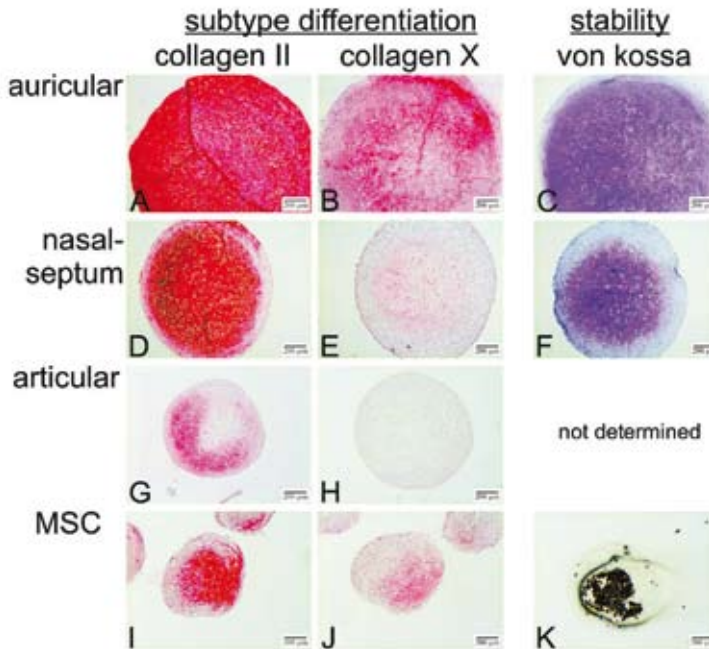 subtype differentiation stability
collagen II collagen X von kossa
auricular
A B C
nasal-
septum
D E F
articular
not determined
G H
MSC
I J K